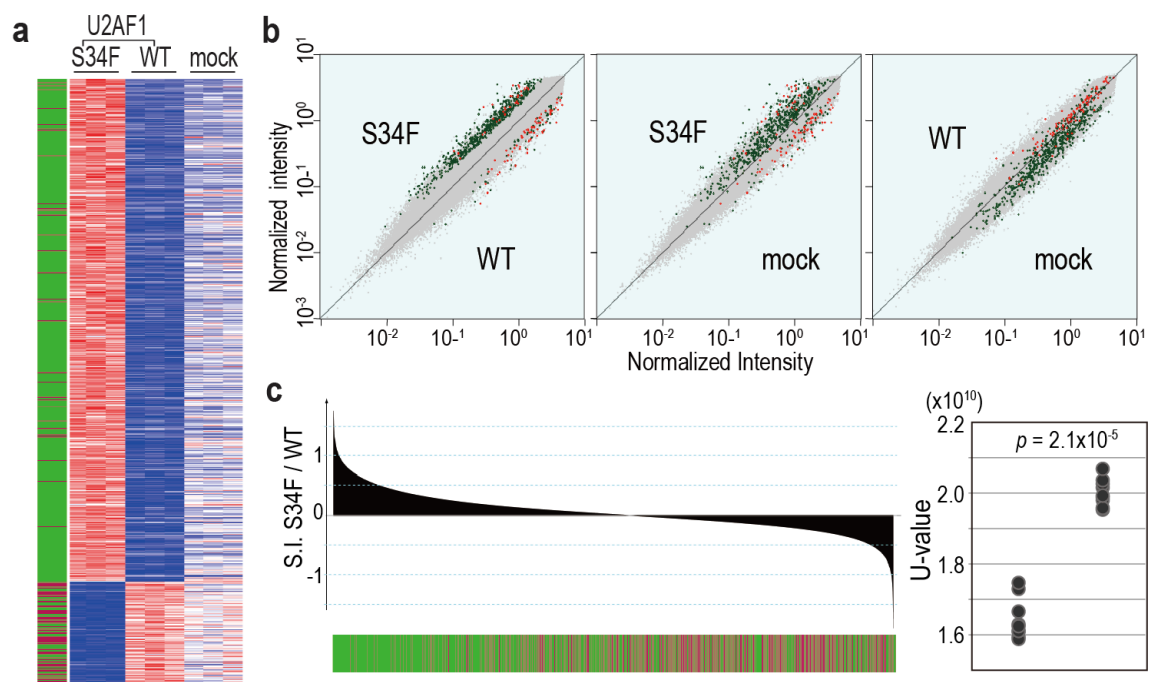 a
U2AF1
S34F WT mock
b
Normalized intensity
10¹
10⁰
10⁻¹
10⁻²
10⁻³
S34F
WT
S34F
mock
WT
mock
10⁻² 10⁻¹ 10⁰ 10¹
10⁻² 10⁻¹ 10⁰ 10¹
10⁻² 10⁻¹ 10⁰ 10¹
Normalized Intensity
c
S.I. S34F / WT
1
0
-1
(x10¹⁰)
U-value
2.2
2.0
1.8
1.6
p = 2.1x10⁻⁵